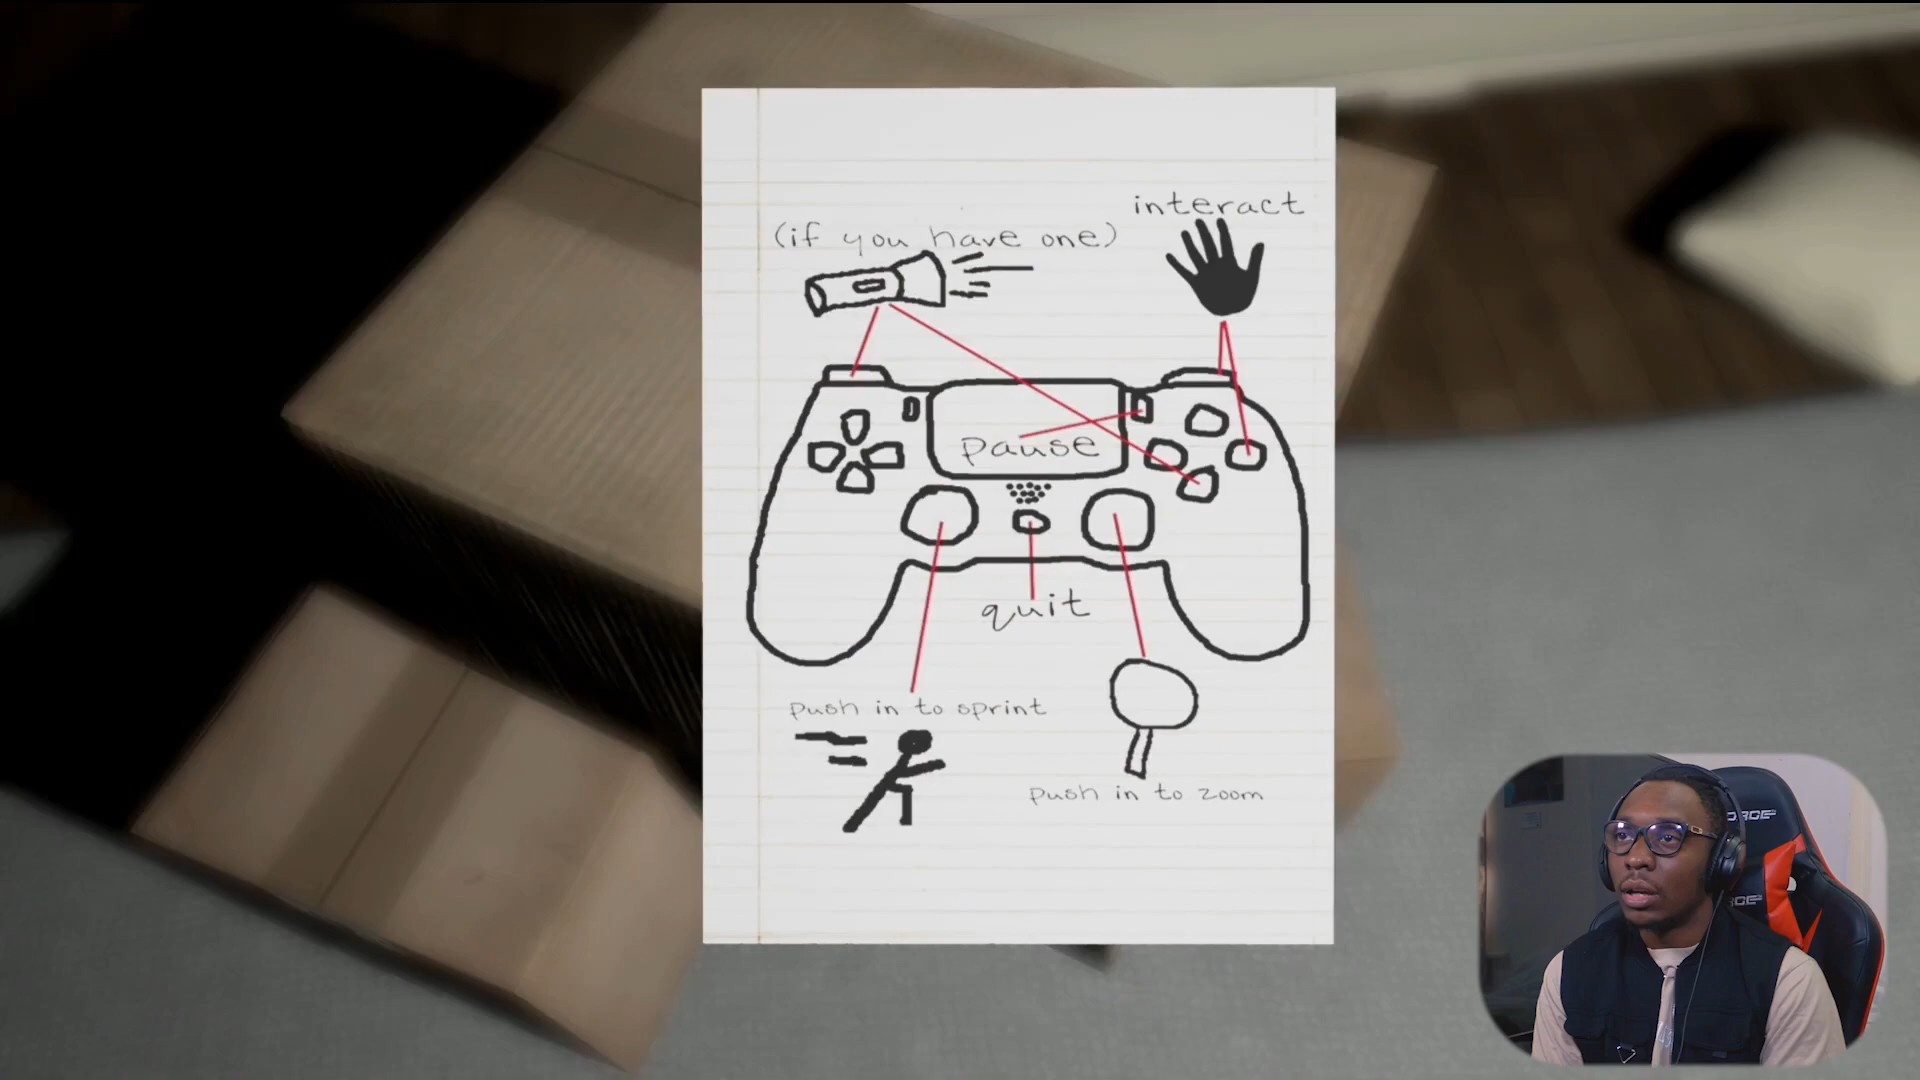 interact
(if you have one)
pause
quit
push in to sprint
push in to zoom